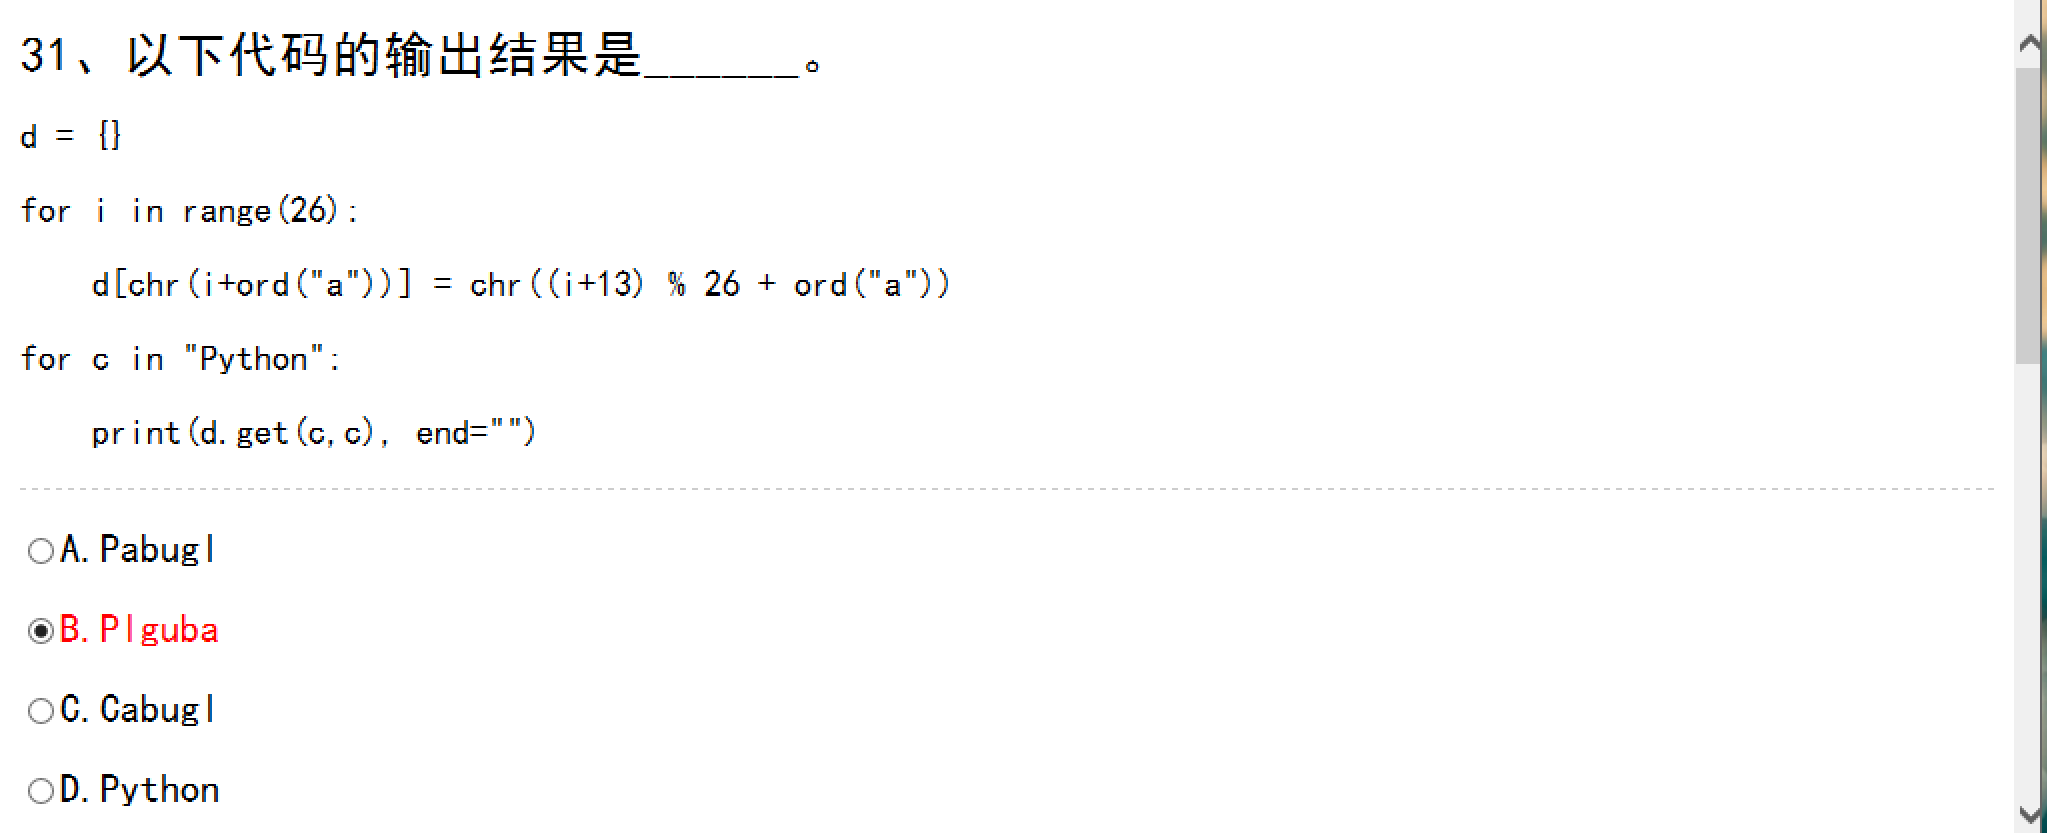 31、以下代码的输出结果是______。
d = {}
for i in range(26):
    d[chr(i+ord("a"))] = chr((i+13) % 26 + ord("a"))
for c in "Python":
    print(d.get(c,c), end="")
A. Pabugl
B. Plguba
C. Cabugl
D. Python